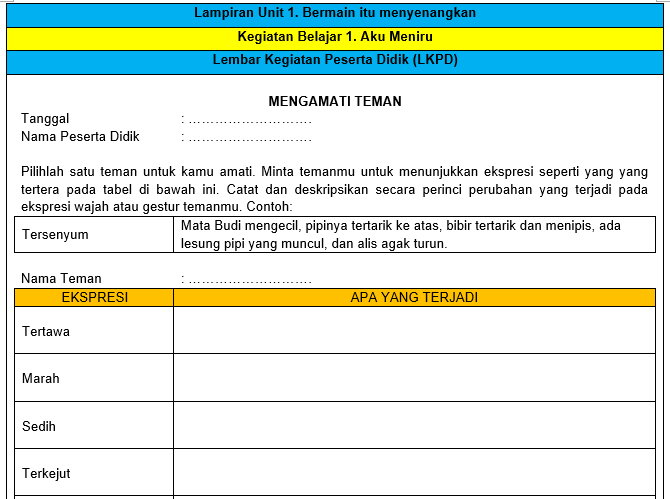 Lampiran Unit 1. Bermain itu menyenangkan
Kegiatan Belajar 1. Aku Meniru
Lembar Kegiatan Peserta Didik (LKPD)
MENGAMATI TEMAN
Tanggal : ……………………….
Nama Peserta Didik : ……………………….
Pilihlah satu teman untuk kamu amati. Minta temanmu untuk menunjukkan ekspresi seperti yang yang
tertera pada tabel di bawah ini. Catat dan deskripsikan secara perinci perubahan yang terjadi pada
ekspresi wajah atau gestur temanmu. Contoh:
Tersenyum
Mata Budi mengecil, pipinya tertarik ke atas, bibir tertarik dan menipis, ada
lesung pipi yang muncul, dan alis agak turun.
Nama Teman : ……………………….
EKSPRESI APA YANG TERJADI
Tertawa
Marah
Sedih
Terkejut